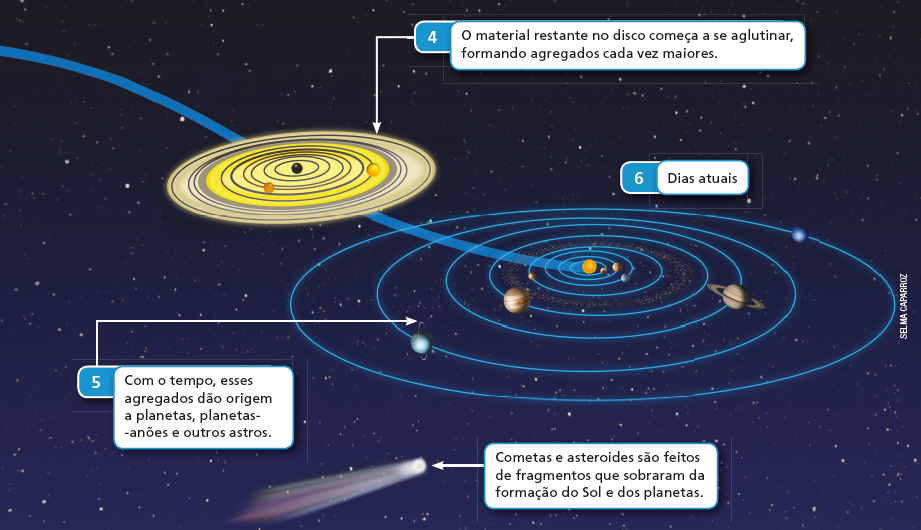 4
O material restante no disco começa a se aglutinar,
formando agregados cada vez maiores.
6
Dias atuais
SELMA CAPARROZ
5
Com o tempo, esses
agregados dão origem
a planetas, planetas-
-anões e outros astros.
Cometas e asteroides são feitos
de fragmentos que sobraram da
formação do Sol e dos planetas.